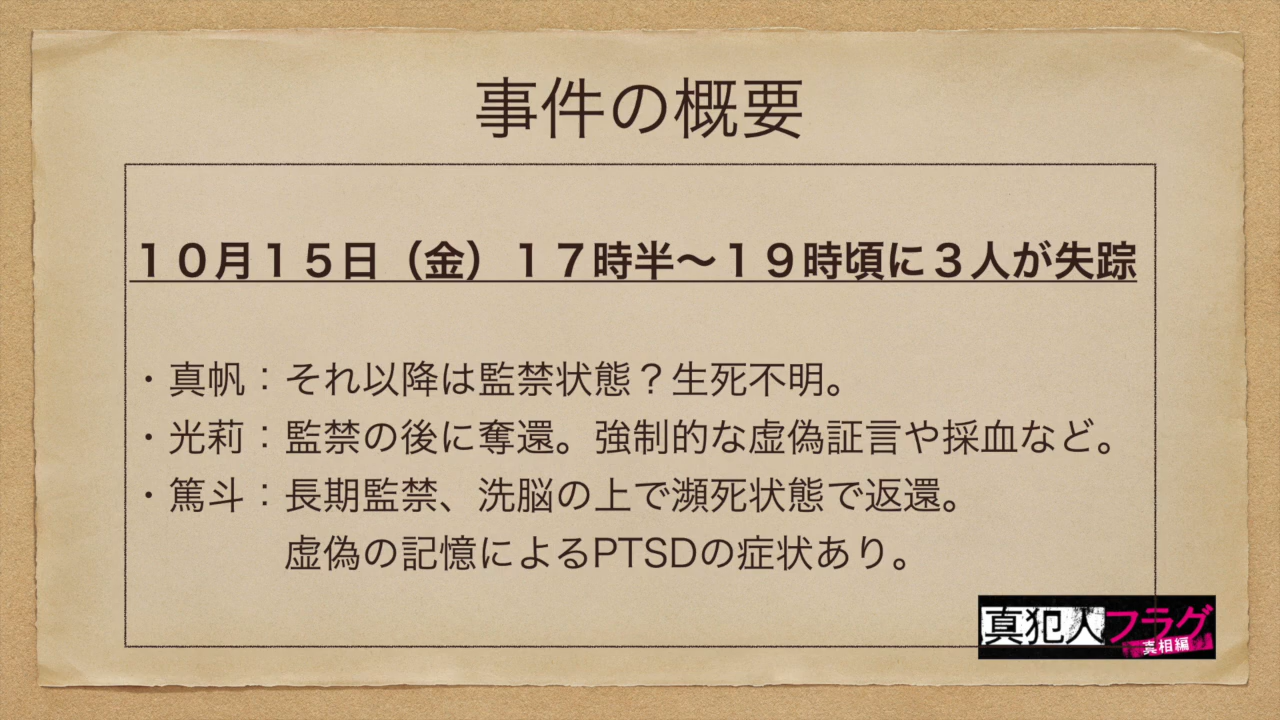 事件の概要
１０月１５日（金）１７時半〜１９時頃に３人が失踪
・真帆：それ以降は監禁状態？生死不明。
・光莉：監禁の後に奪還。強制的な虚偽証言や採血など。
・篤斗：長期監禁、洗脳の上で瀕死状態で返還。
虚偽の記憶によるPTSDの症状あり。
真犯人フラグ
真相編